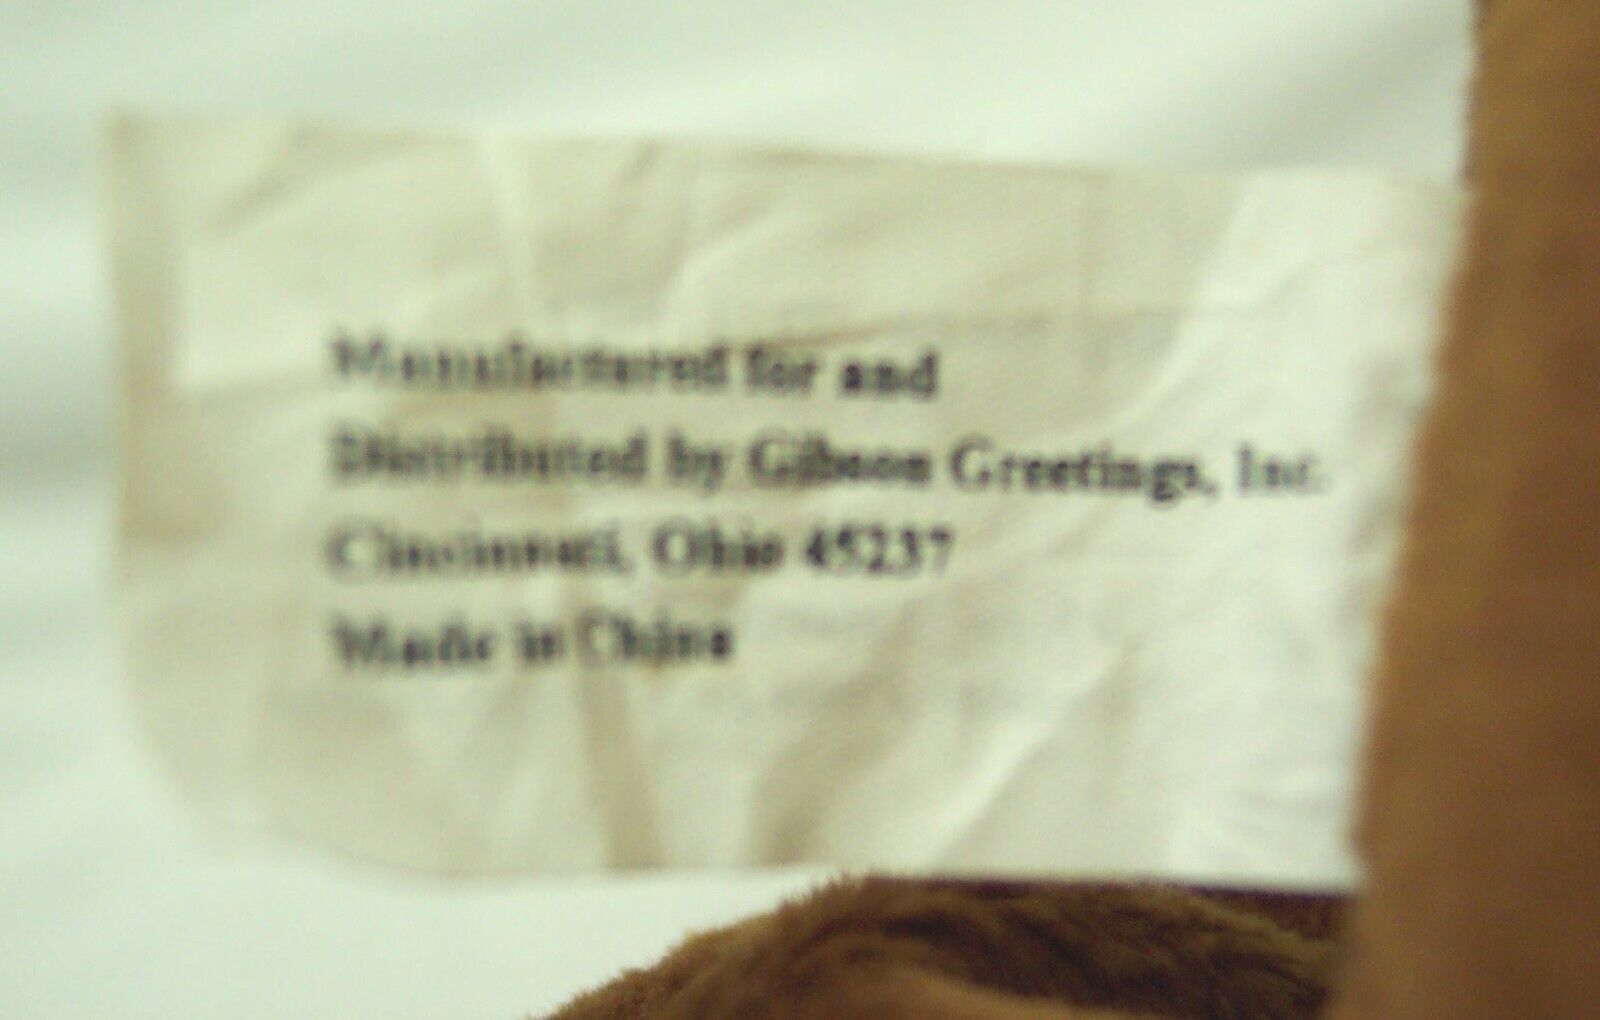 Manufactured for and
Distributed by Gibson Greetings, Inc.
Cincinnati, Ohio 45237
Made in China